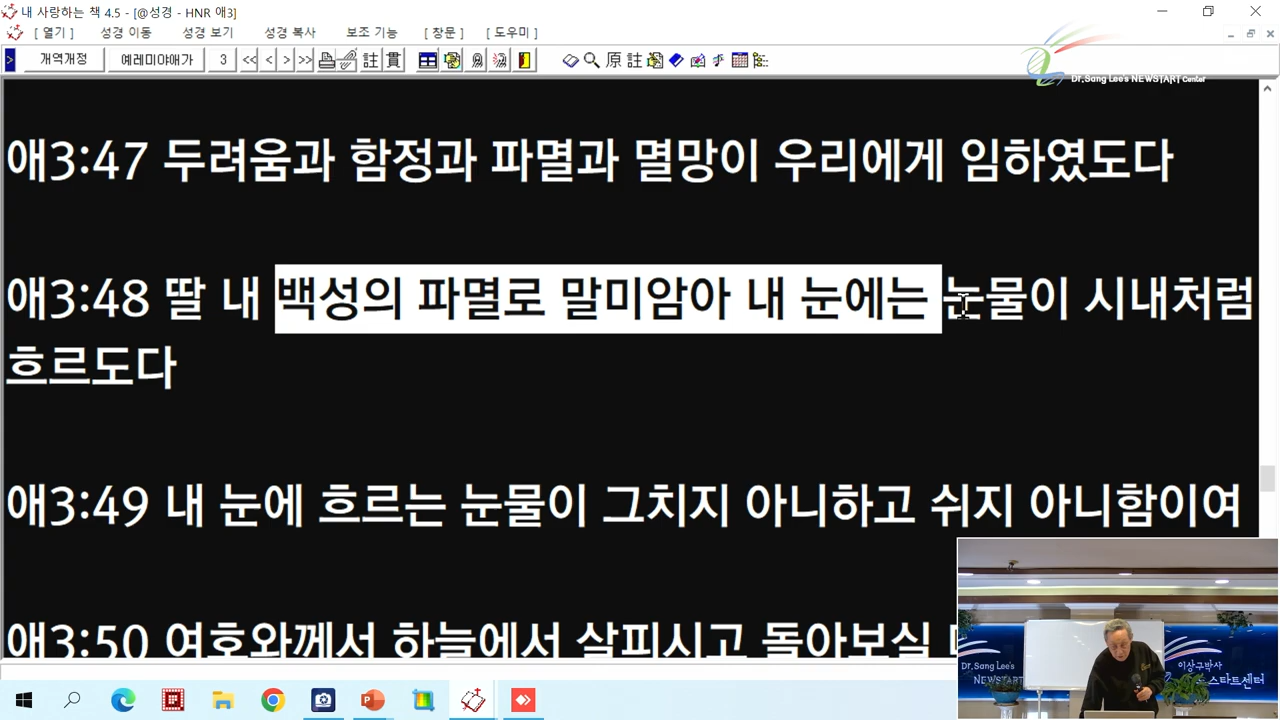 내 사랑하는 책 4.5 - [@성경 - HNR 애3]
[ 열기 ] 성경 이동 성경 보기 성경 복사 보조 기능 [ 창문 ] [ 도우미 ]
> 개역개정 예레미야애가 3 << < > >> 註 貫 原 註
Dr.Sang Lee's NEWSTART Center
애3:47 두려움과 함정과 파멸과 멸망이 우리에게 임하였도다
애3:48 딸 내 백성의 파멸로 말미암아 내 눈에는 눈물이 시내처럼
흐르도다
애3:49 내 눈에 흐르는 눈물이 그치지 아니하고 쉬지 아니함이여
애3:50 여호와께서 하늘에서 살피시고 돌아보실
Dr.Sang Lee's
NEWSTART
이상구박사
스타트센터